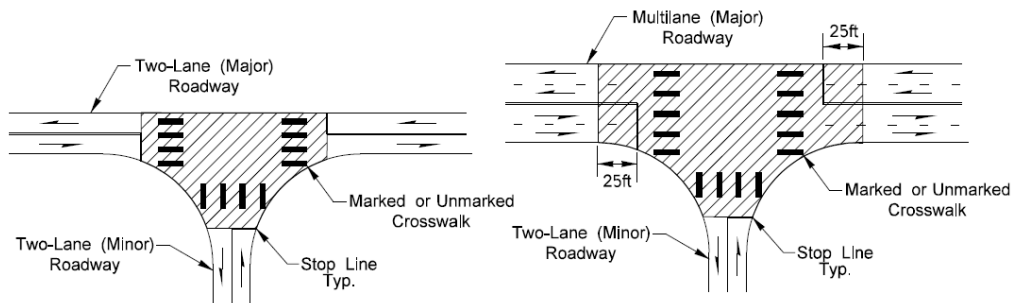 Two-Lane (Major)
Roadway
Marked or Unmarked
Crosswalk
Two-Lane (Minor)
Roadway
Stop Line
Typ.
Multilane (Major)
Roadway
25ft
25ft
Marked or Unmarked
Crosswalk
Two-Lane (Minor)
Roadway
Stop Line
Typ.